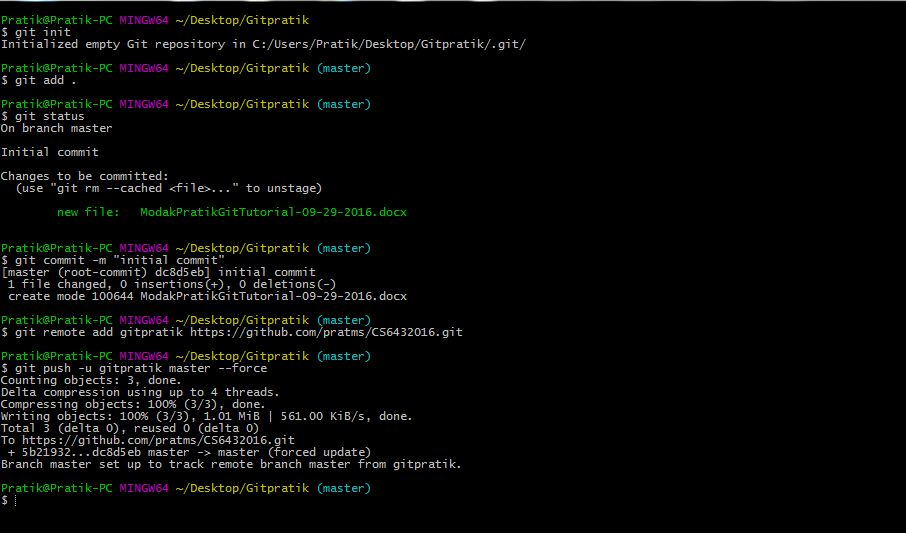 Pratik@Pratik-PC MINGW64 ~/Desktop/Gitpratik
$ git init
Initialized empty Git repository in C:/Users/Pratik/Desktop/Gitpratik/.git/
Pratik@Pratik-PC MINGW64 ~/Desktop/Gitpratik (master)
$ git add .
Pratik@Pratik-PC MINGW64 ~/Desktop/Gitpratik (master)
$ git status
On branch master
Initial commit
Changes to be committed:
  (use "git rm --cached <file>..." to unstage)
        new file:   ModakPratikGitTutorial-09-29-2016.docx
Pratik@Pratik-PC MINGW64 ~/Desktop/Gitpratik (master)
$ git commit -m "initial commit"
[master (root-commit) dc8d5eb] initial commit
 1 file changed, 0 insertions(+), 0 deletions(-)
 create mode 100644 ModakPratikGitTutorial-09-29-2016.docx
Pratik@Pratik-PC MINGW64 ~/Desktop/Gitpratik (master)
$ git remote add gitpratik https://github.com/pratms/CS6432016.git
Pratik@Pratik-PC MINGW64 ~/Desktop/Gitpratik (master)
$ git push -u gitpratik master --force
Counting objects: 3, done.
Delta compression using up to 4 threads.
Compressing objects: 100% (3/3), done.
Writing objects: 100% (3/3), 1.01 MiB | 561.00 KiB/s, done.
Total 3 (delta 0), reused 0 (delta 0)
To https://github.com/pratms/CS6432016.git
 + 5b21932...dc8d5eb master -> master (forced update)
Branch master set up to track remote branch master from gitpratik.
Pratik@Pratik-PC MINGW64 ~/Desktop/Gitpratik (master)
$